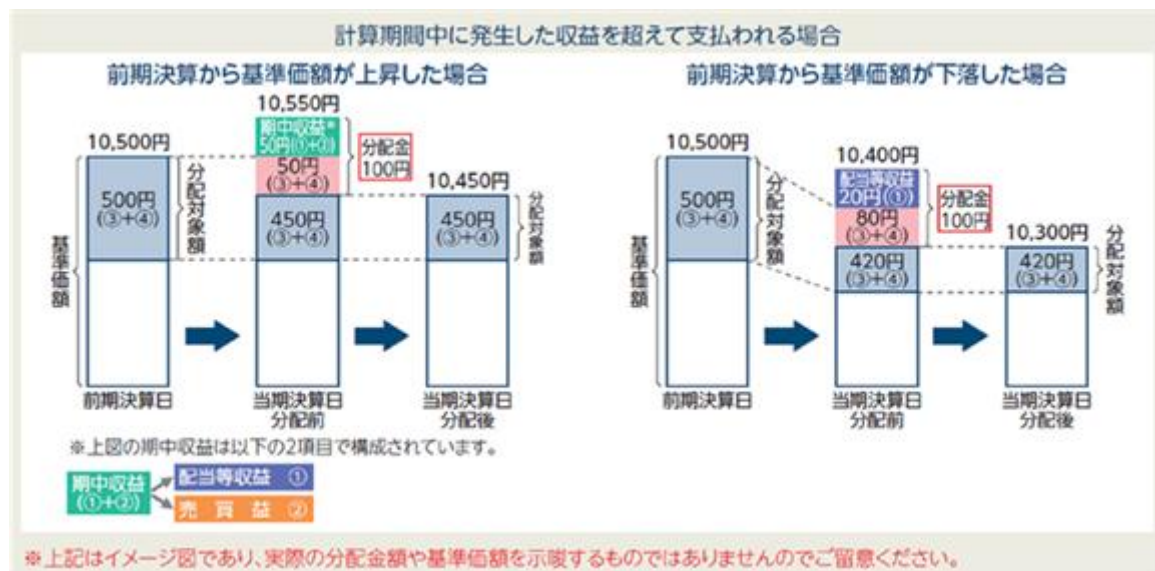 計算期間中に発生した収益を超えて支払われる場合
前期決算から基準価額が上昇した場合
10,500円
500円
(③+④)
分配対象額
基準価額
前期決算日
10,550円
期中収益※
50円(①+②)
50円
(③+④)
450円
(③+④)
分配金
100円
当期決算日
分配前
10,450円
450円
(③+④)
分配対象額
当期決算日
分配後
※上図の期中収益は以下の2項目で構成されています。
期中収益
(①+②)
配当等収益 ①
売買益 ②
前期決算から基準価額が下落した場合
10,500円
500円
(③+④)
分配対象額
基準価額
前期決算日
10,400円
配当等収益
20円(①)
80円
(③+④)
420円
(③+④)
分配金
100円
当期決算日
分配前
10,300円
420円
(③+④)
分配対象額
当期決算日
分配後
※上記はイメージ図であり、実際の分配金額や基準価額を示唆するものではありませんのでご留意ください。